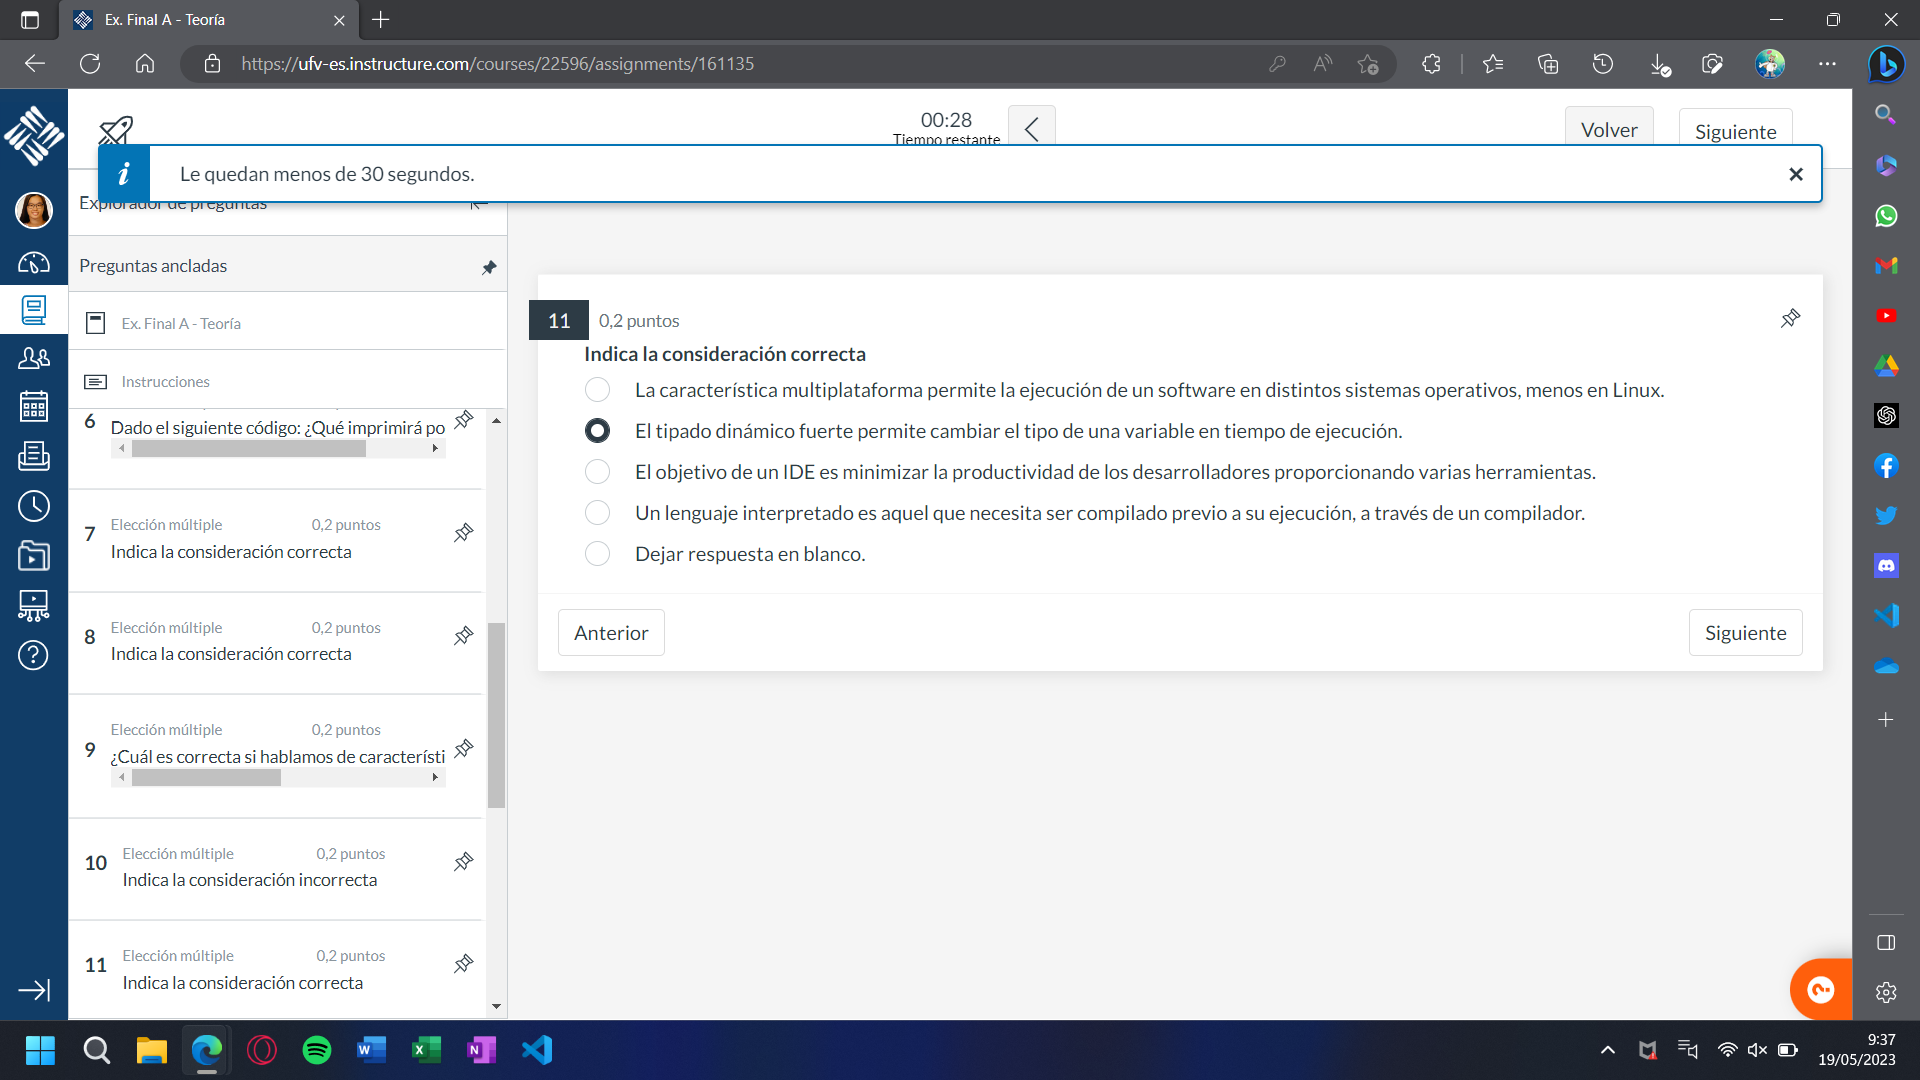 Ex. Final A - Teoría
https://ufv-es.instructure.com/courses/22596/assignments/161135
00:28
Tiempo restante
Volver
Siguiente
Le quedan menos de 30 segundos.
Explorador de preguntas
Preguntas ancladas
Ex. Final A - Teoría
Instrucciones
6
Dado el siguiente código: ¿Qué imprimirá po
7
Elección múltiple
0,2 puntos
Indica la consideración correcta
8
Elección múltiple
0,2 puntos
Indica la consideración correcta
9
Elección múltiple
0,2 puntos
¿Cuál es correcta si hablamos de característi
10
Elección múltiple
0,2 puntos
Indica la consideración incorrecta
11
Elección múltiple
0,2 puntos
Indica la consideración correcta
11
0,2 puntos
Indica la consideración correcta
La característica multiplataforma permite la ejecución de un software en distintos sistemas operativos, menos en Linux.
El tipado dinámico fuerte permite cambiar el tipo de una variable en tiempo de ejecución.
El objetivo de un IDE es minimizar la productividad de los desarrolladores proporcionando varias herramientas.
Un lenguaje interpretado es aquel que necesita ser compilado previo a su ejecución, a través de un compilador.
Dejar respuesta en blanco.
Anterior
Siguiente
9:37
19/05/2023